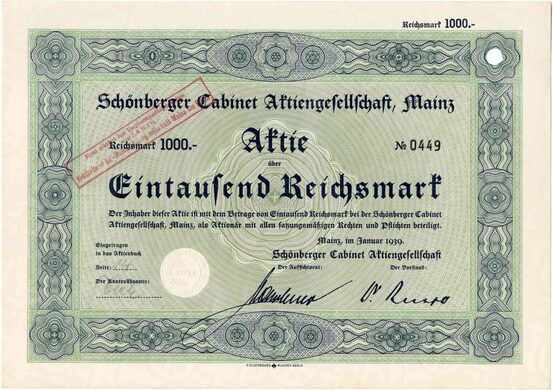 Reichsmark 1000.-
Schönberger Cabinet Aktiengesellschaft, Mainz
Reichsmark 1000.-
Aktie
№ 0449
über
Eintausend Reichsmark
Der Inhaber dieser Aktie ist mit dem Betrage von Eintausend Reichsmark bei der Schönberger Cabinet
Aktiengesellschaft, Mainz, als Aktionär mit allen satzungsmäßigen Rechten und Pflichten beteiligt.
Mainz, im Januar 1939.
Eingetragen
in das Aktienbuch
Schönberger Cabinet Aktiengesellschaft
Seite:
Der Aufsichtsrat:
Der Vorstand:
Der Kontrollbeamte: